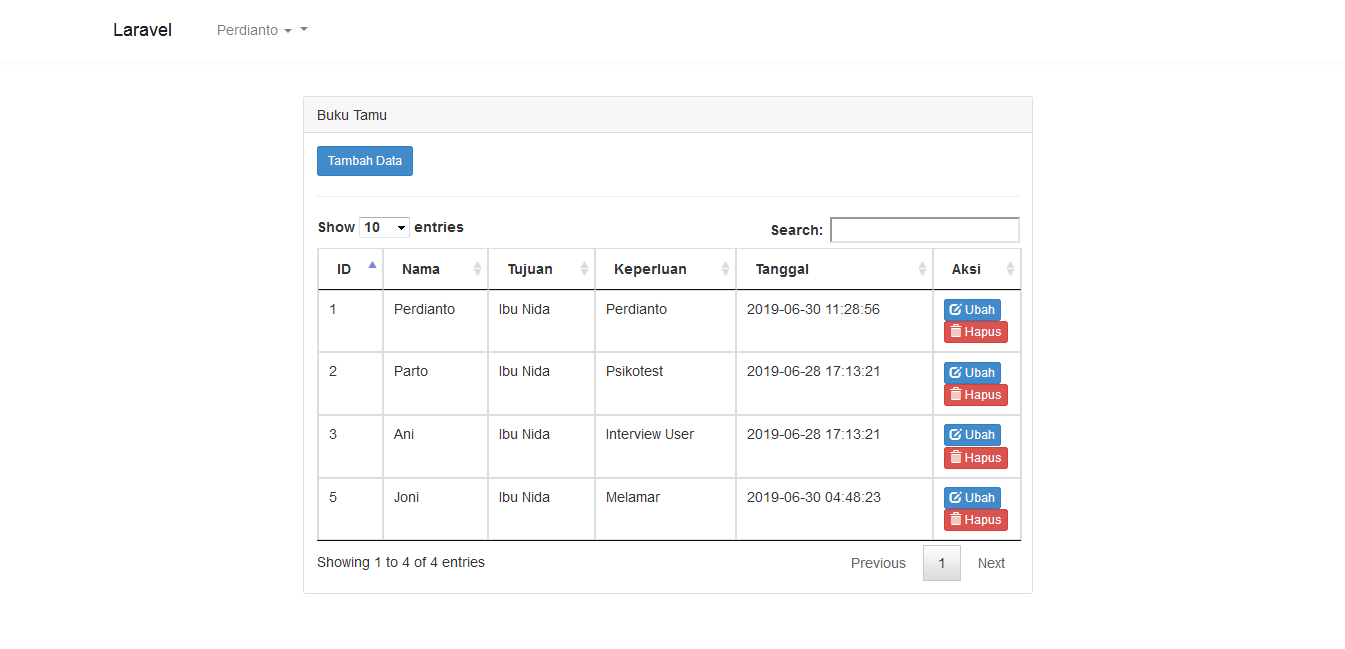 Laravel Perdianto
Buku Tamu
Tambah Data
Show 10 entries Search:
ID Nama Tujuan Keperluan Tanggal Aksi
1 Perdianto Ibu Nida Perdianto 2019-06-30 11:28:56 Ubah
Hapus
2 Parto Ibu Nida Psikotest 2019-06-28 17:13:21 Ubah
Hapus
3 Ani Ibu Nida Interview User 2019-06-28 17:13:21 Ubah
Hapus
5 Joni Ibu Nida Melamar 2019-06-30 04:48:23 Ubah
Hapus
Showing 1 to 4 of 4 entries Previous 1 Next